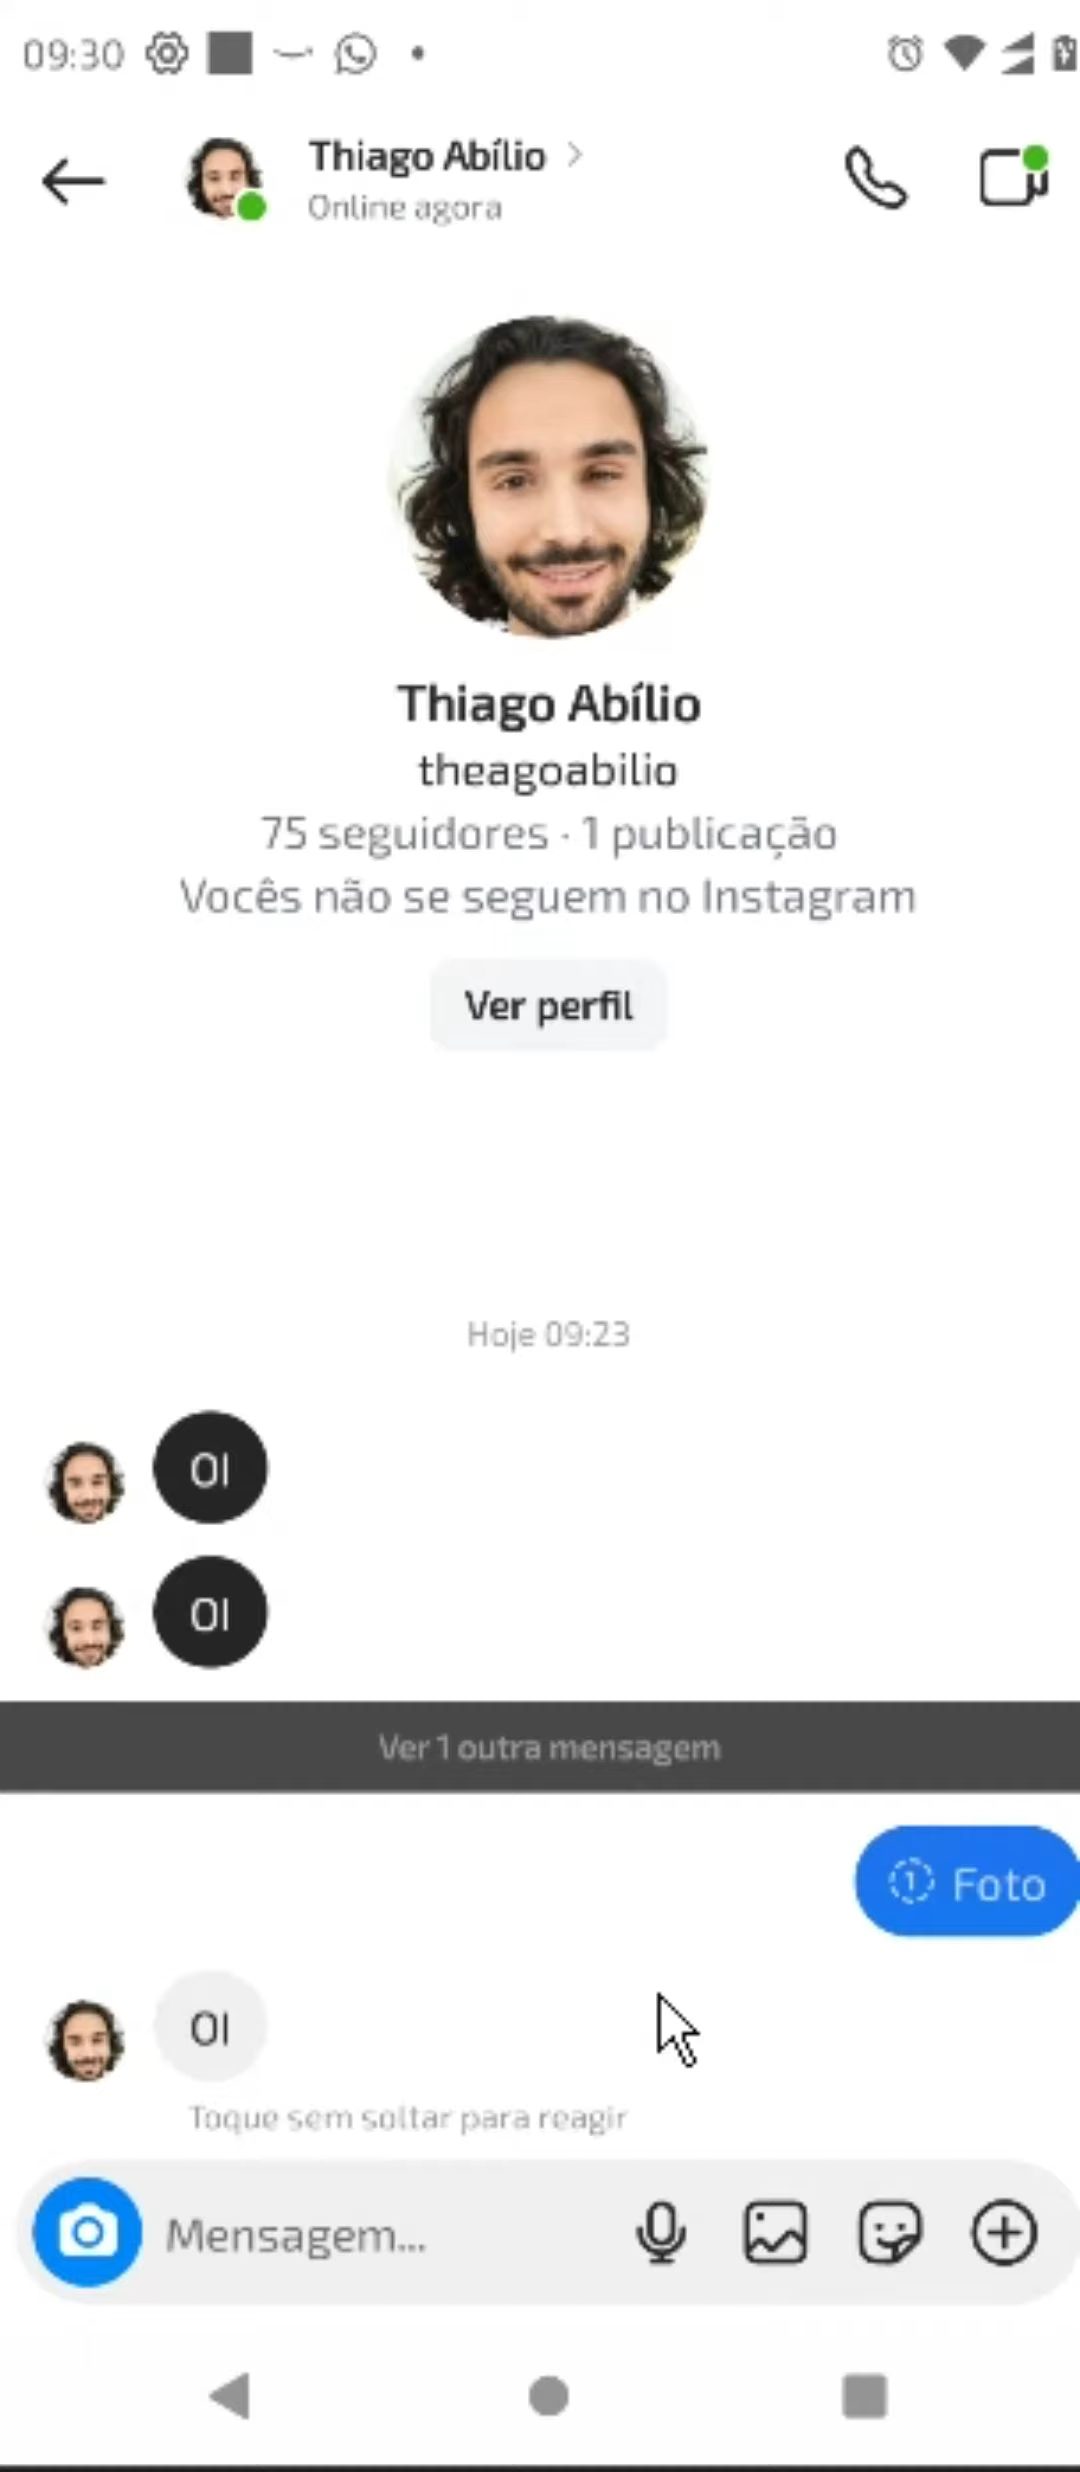 09:30
Thiago Abílio
Online agora
Thiago Abílio
theagoabilio
75 seguidores · 1 publicação
Vocês não se seguem no Instagram
Ver perfil
Hoje 09:23
OI
OI
Ver 1 outra mensagem
1 Foto
OI
Toque sem soltar para reagir
Mensagem...